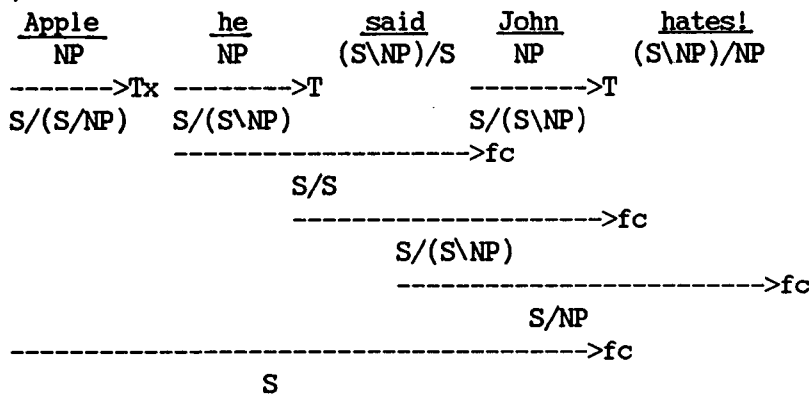 Apple he said John hates!
NP NP (S\NP)/S NP (S\NP)/NP
-------->Tx -------->T -------->T
S/(S/NP) S/(S\NP) S/(S\NP)
-------------------->fc
S/S
--------------------->fc
S/(S\NP)
------------------------->fc
S/NP
---------------------------------------->fc
S